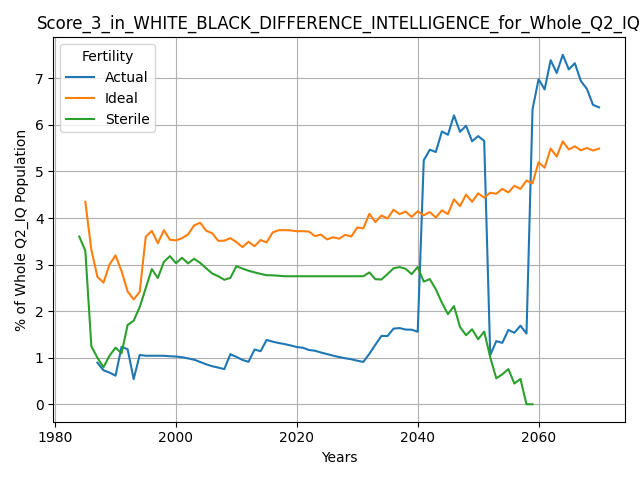 Score_3_in_WHITE_BLACK_DIFFERENCE_INTELLIGENCE_for_Whole_Q2_IQ
Fertility
Actual
Ideal
Sterile
% of Whole Q2_IQ Population
7
6
5
4
3
2
1
0
1980 2000 2020 2040 2060
Years